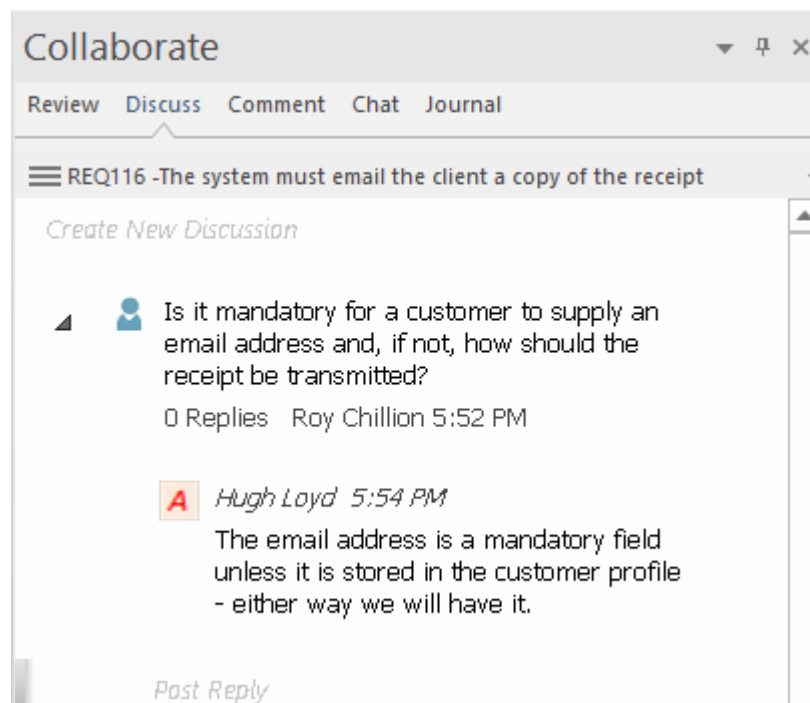 Collaborate
Review Discuss Comment Chat Journal
REQ116 -The system must email the client a copy of the receipt
Create New Discussion
Is it mandatory for a customer to supply an
email address and, if not, how should the
receipt be transmitted?
0 Replies Roy Chillion 5:52 PM
A Hugh Loyd 5:54 PM
The email address is a mandatory field
unless it is stored in the customer profile
- either way we will have it.
Post Reply